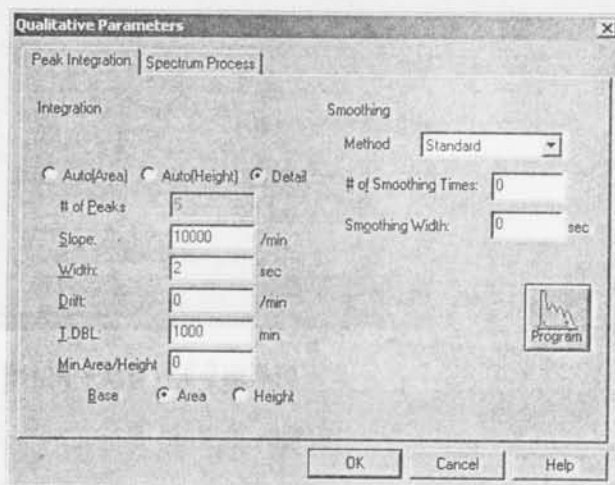 Qualitative Parameters
Peak Integration Spectrum Process
Integration
Auto(Area) Auto(Height) Detail
# of Peaks 5
Slope: 10000 /min
Width: 2 sec
Drift: 0 /min
T.DBL: 1000 min
Min.Area/Height 0
Base Area Height
Smoothing
Method Standard
# of Smoothing Times: 0
Smoothing Width: 0 sec
Program
OK Cancel Help